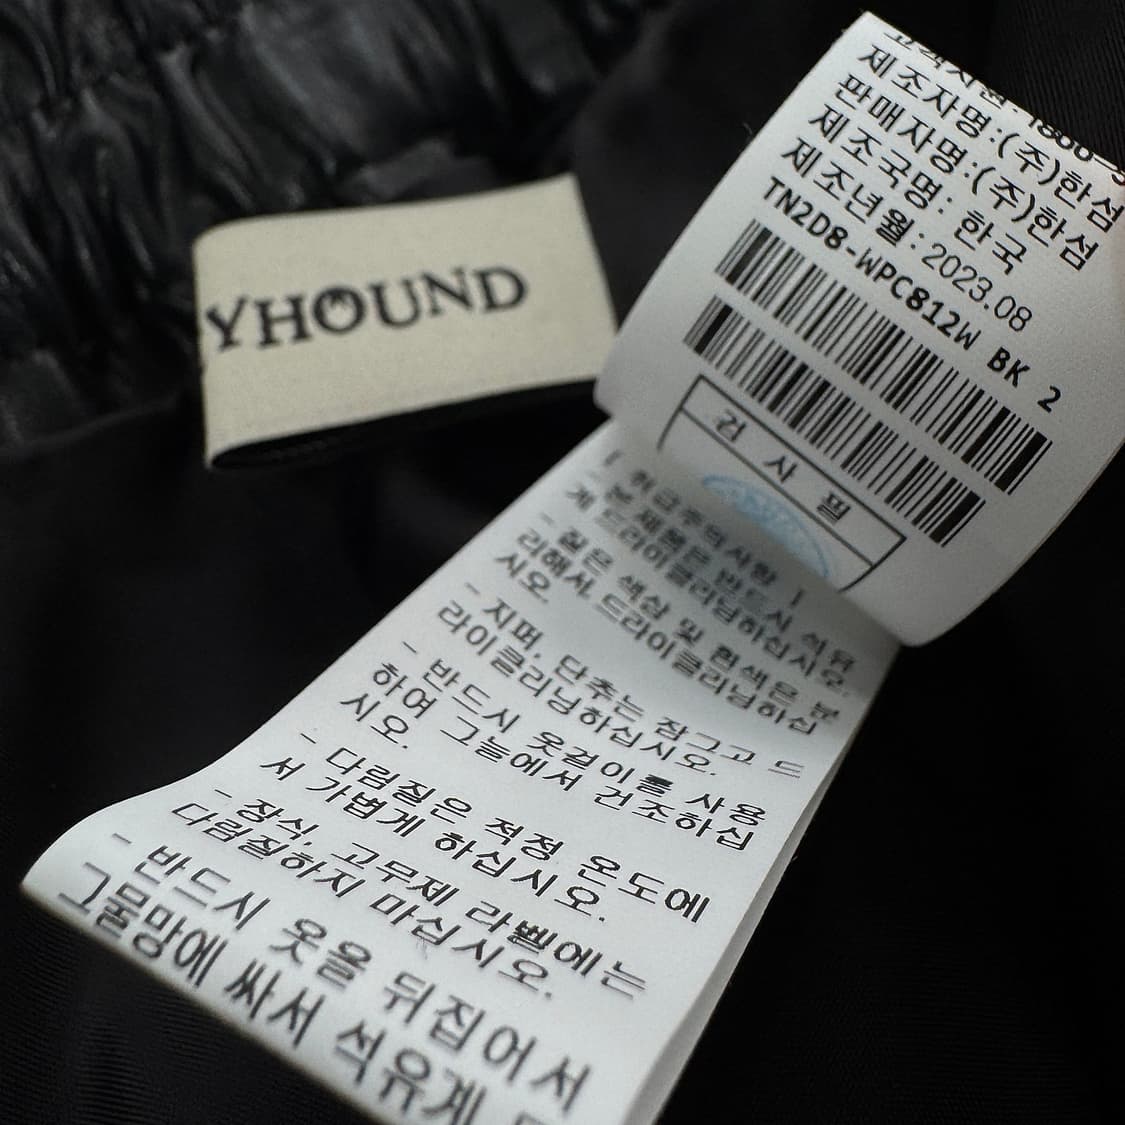 YHOUND
고객지원: 1800-
제조자명:(주)한섬
판매자명:(주)한섬
제조국명: 한국
제조년월:2023.08
TN2D8-WPC812W BK 2
검 사 필
[ 취급주의사항 ]
본 제품은 반드시 석유
계 드라이클리닝하십시오.
- 짙은 색상 및 흰색은 분
리해서 드라이클리닝하십
시오.
- 지퍼, 단추는 잠그고 드
라이클리닝하십시오.
- 반드시 옷걸이를 사용
하여 그늘에서 건조하십
시오.
- 다림질은 적정 온도에
서 가볍게 하십시오.
- 장식, 고무제 라벨에는
다림질하지 마십시오.
- 반드시 옷을 뒤집어서
그물망에 싸서 석유계